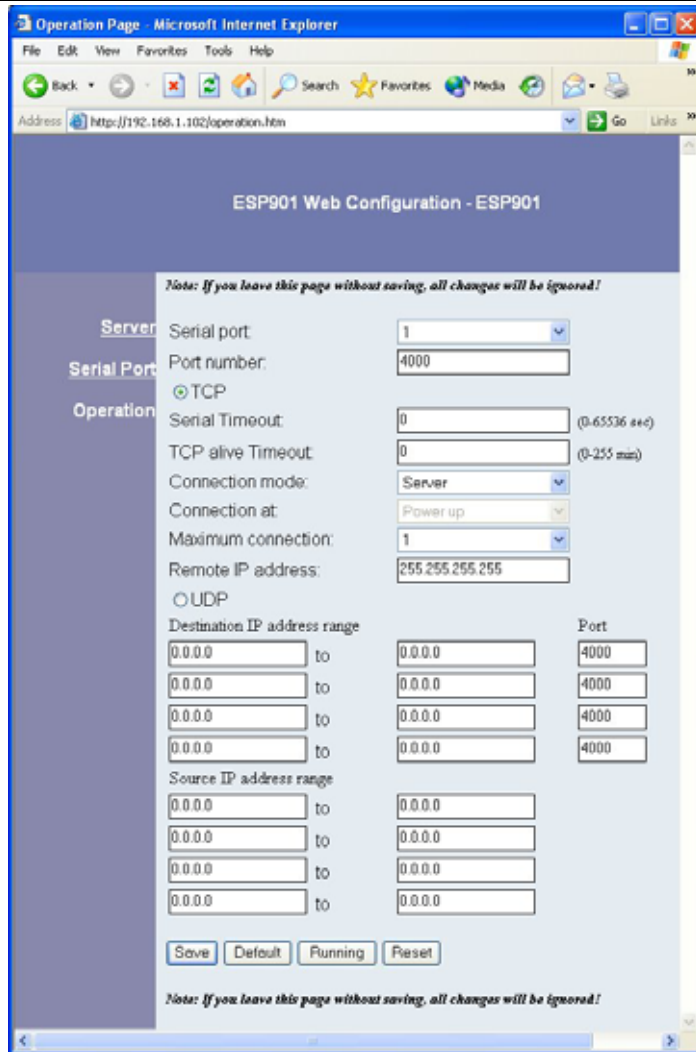 Operation Page - Microsoft Internet Explorer
File Edit View Favorites Tools Help
Back Search Favorites Media
Address http://192.168.1.102/operation.htm Go Links
ESP901 Web Configuration - ESP901
Note: If you leave this page without saving, all changes will be ignored!
Server
Serial Port
Operation
Serial port: 1
Port number: 4000
TCP
Serial Timeout: 0 (0-65536 sec)
TCP alive Timeout: 0 (0-255 min)
Connection mode: Server
Connection at: Power up
Maximum connection: 1
Remote IP address: 255.255.255.255
UDP
Destination IP address range Port
0.0.0.0 to 0.0.0.0 4000
0.0.0.0 to 0.0.0.0 4000
0.0.0.0 to 0.0.0.0 4000
0.0.0.0 to 0.0.0.0 4000
Source IP address range
0.0.0.0 to 0.0.0.0
0.0.0.0 to 0.0.0.0
0.0.0.0 to 0.0.0.0
0.0.0.0 to 0.0.0.0
Save Default Running Reset
Note: If you leave this page without saving, all changes will be ignored!